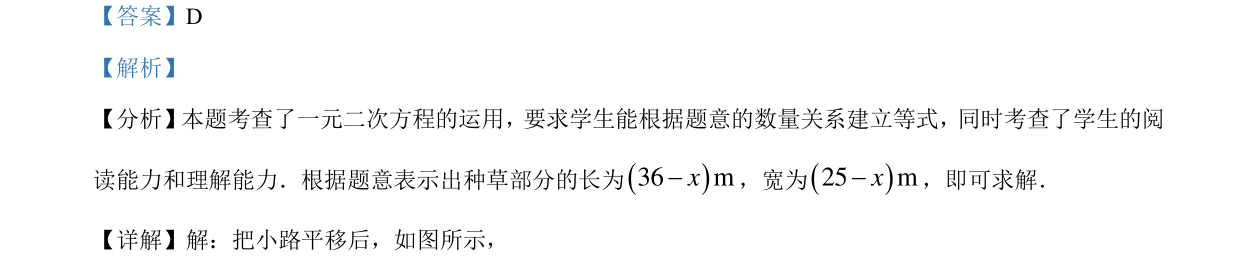 【答案】D
【解析】
【分析】本题考查了一元二次方程的运用，要求学生能根据题意的数量关系建立等式，同时考查了学生的阅
读能力和理解能力．根据题意表示出种草部分的长为(36−x)m，宽为(25−x)m，即可求解．
【详解】解：把小路平移后，如图所示，